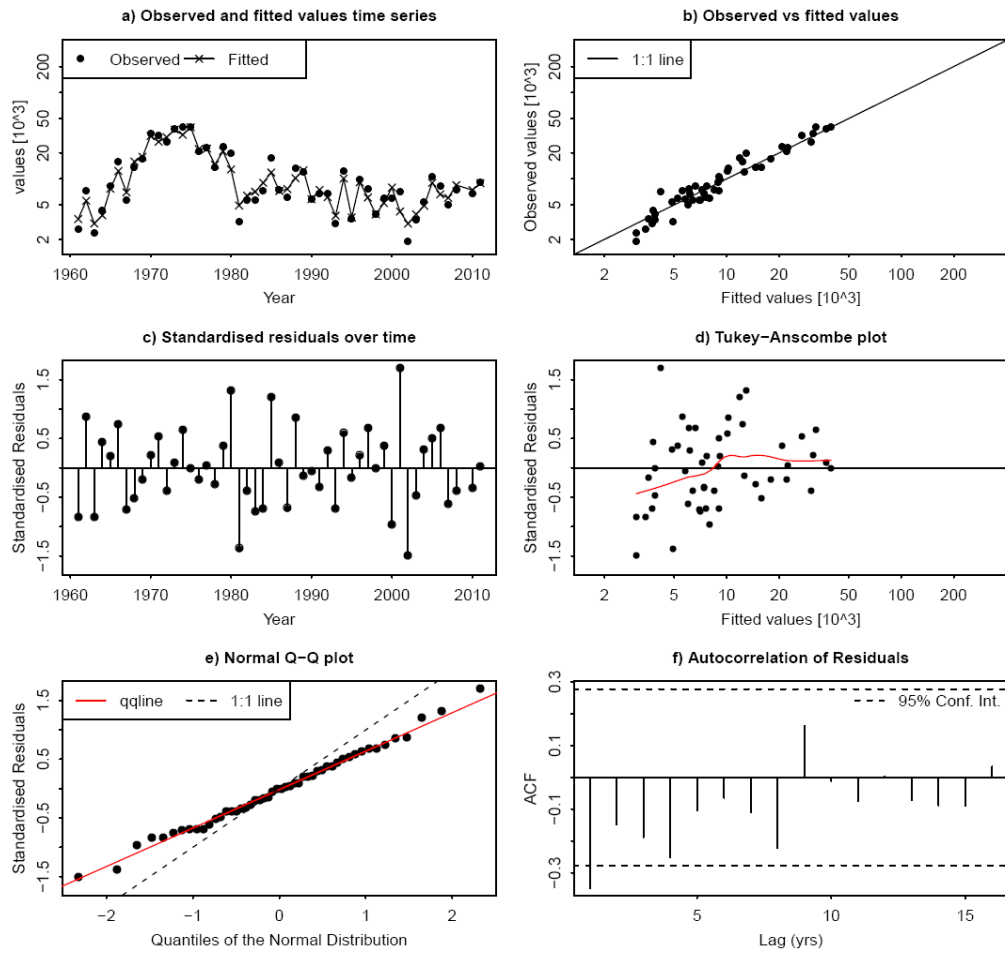 a) Observed and fitted values time series
Observed Fitted
values [10^3]
200
50
20
5
2
1960 1970 1980 1990 2000 2010
Year
b) Observed vs fitted values
1:1 line
Observed values [10^3]
200
50
20
5
2
2 5 10 20 50 100 200
Fitted values [10^3]
c) Standardised residuals over time
Standardised Residuals
1.5
0.5
−0.5
−1.5
1960 1970 1980 1990 2000 2010
Year
d) Tukey−Anscombe plot
Standardised Residuals
1.5
0.5
−0.5
−1.5
2 5 10 20 50 100 200
Fitted values [10^3]
e) Normal Q−Q plot
qqline 1:1 line
Standardised Residuals
1.5
0.5
−0.5
−1.5
−2 −1 0 1 2
Quantiles of the Normal Distribution
f) Autocorrelation of Residuals
95% Conf. Int.
ACF
0.3
0.1
−0.1
−0.3
5 10 15
Lag (yrs)